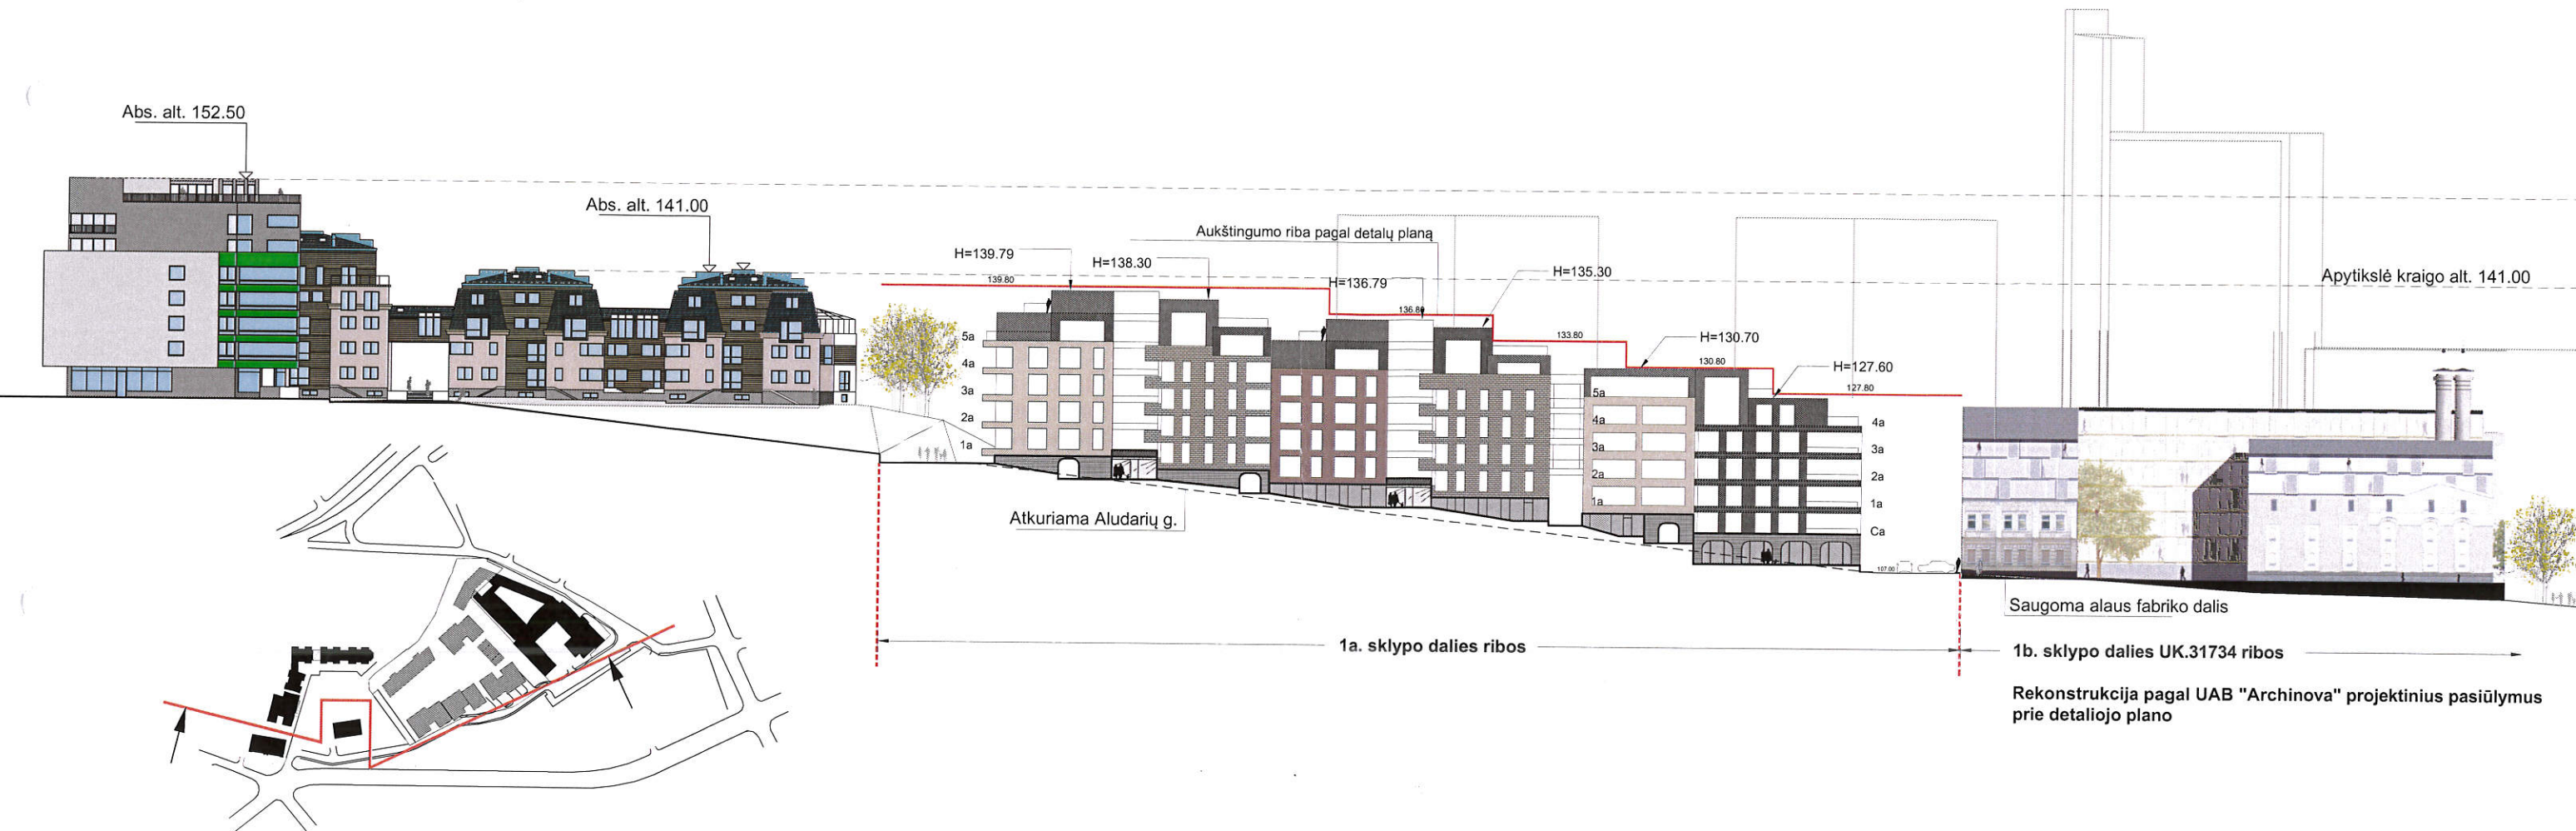 Abs. alt. 152.50
Abs. alt. 141.00
Aukštingumo riba pagal detalų planą
H=139.79
H=138.30
H=136.79
H=135.30
Apytikslė kraigo alt. 141.00
139.80
136.80
133.80
H=130.70
130.80
H=127.60
127.80
5a
4a
3a
2a
1a
5a
4a
3a
2a
1a
4a
3a
2a
1a
Ca
107.00
Atkuriama Aludarių g.
Saugoma alaus fabriko dalis
1a. sklypo dalies ribos
1b. sklypo dalies UK.31734 ribos
Rekonstrukcija pagal UAB "Archinova" projektinius pasiūlymus
prie detaliojo plano